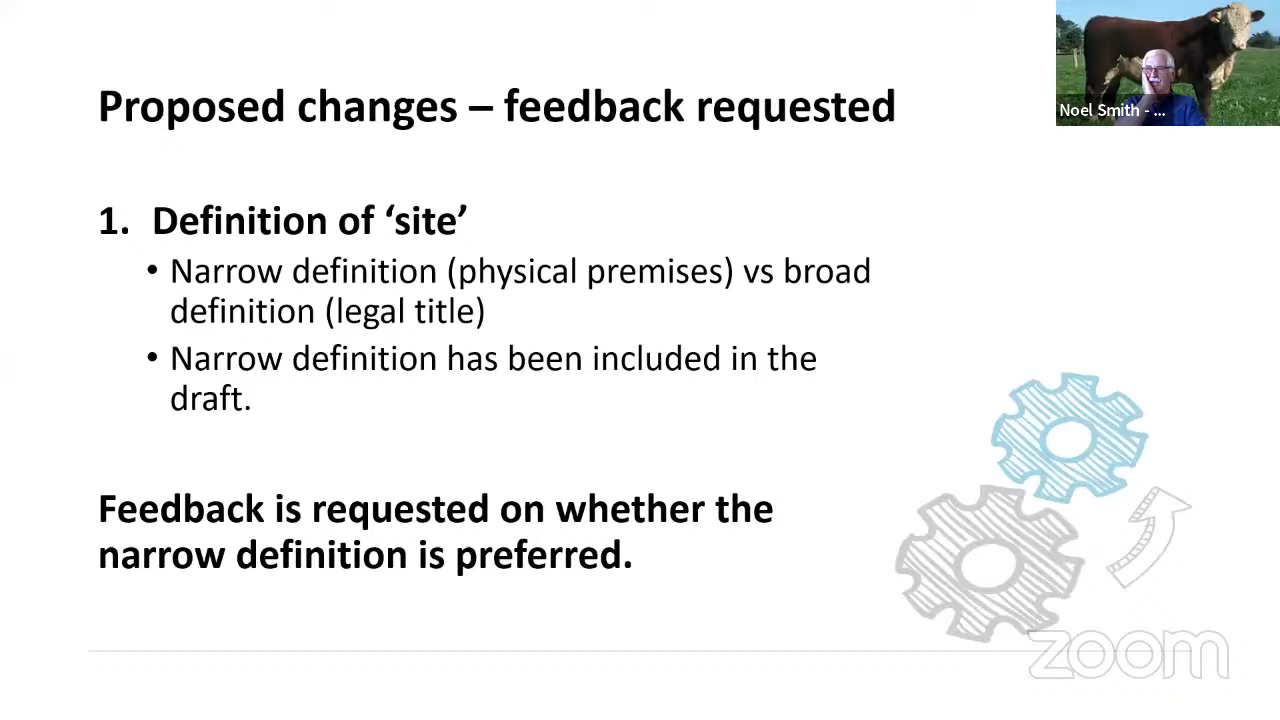 Proposed changes – feedback requested
Noel Smith - ...
1. Definition of ‘site’
• Narrow definition (physical premises) vs broad
definition (legal title)
• Narrow definition has been included in the
draft.
Feedback is requested on whether the
narrow definition is preferred.
zoom